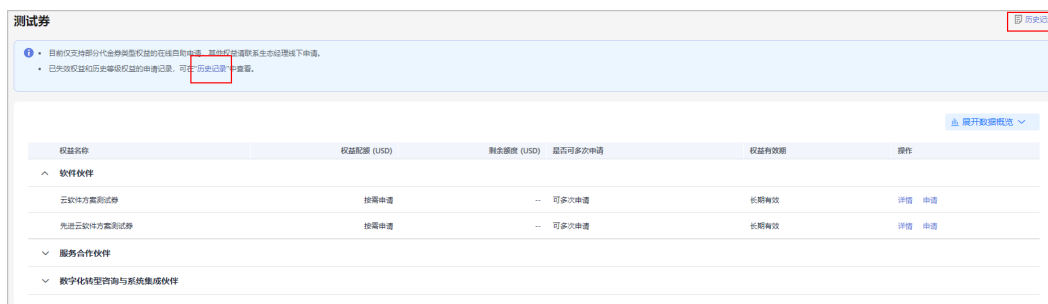 测试券
历史记
目前仅支持部分代金券类型权益的在线自助申请，其他权益请联系生态经理线下申请。
已失效权益和历史等级权益的申请记录，可在“历史记录”中查看。
展开数据概览
权益名称 权益配额 (USD) 剩余额度 (USD) 是否可多次申请 权益有效期 操作
软件伙伴
云软件方案测试券 按需申请 -- 可多次申请 长期有效 详情 申请
先进云软件方案测试券 按需申请 -- 可多次申请 长期有效 详情 申请
服务合作伙伴
数字化转型咨询与系统集成伙伴